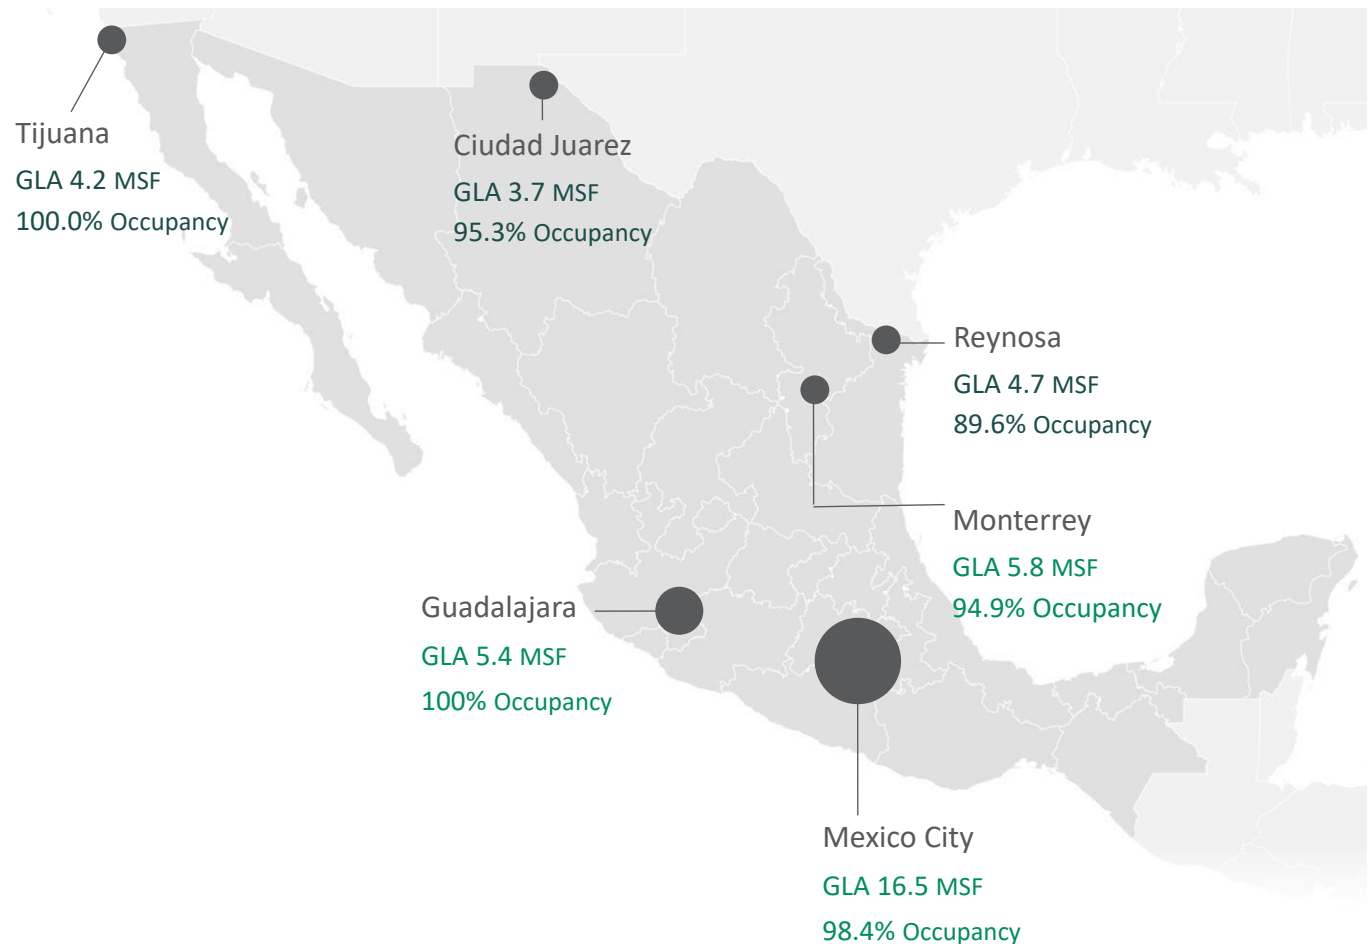 Tijuana
GLA 4.2 MSF
100.0% Occupancy
Ciudad Juarez
GLA 3.7 MSF
95.3% Occupancy
Reynosa
GLA 4.7 MSF
89.6% Occupancy
Monterrey
GLA 5.8 MSF
94.9% Occupancy
Guadalajara
GLA 5.4 MSF
100% Occupancy
Mexico City
GLA 16.5 MSF
98.4% Occupancy